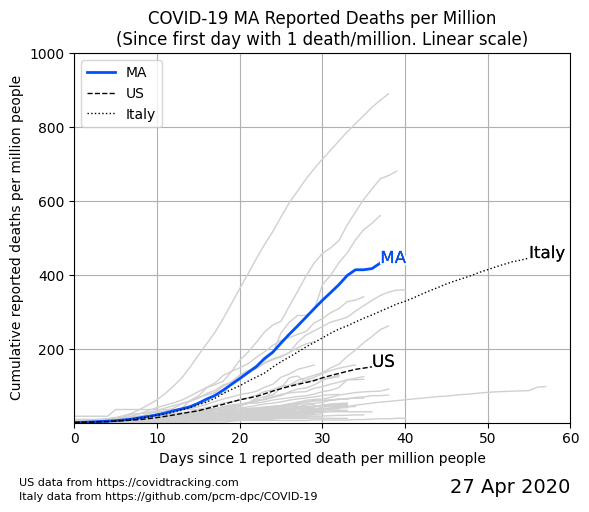 COVID-19 MA Reported Deaths per Million
(Since first day with 1 death/million. Linear scale)
Cumulative reported deaths per million people
1000
800
600
400
200
MA
US
Italy
MA
Italy
US
0 10 20 30 40 50 60
Days since 1 reported death per million people
US data from https://covidtracking.com
Italy data from https://github.com/pcm-dpc/COVID-19
27 Apr 2020